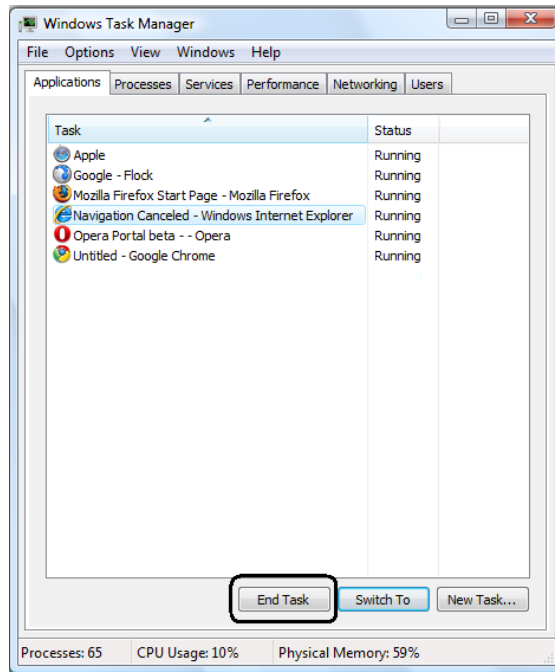 Windows Task Manager
File Options View Windows Help
Applications Processes Services Performance Networking Users
Task Status
Apple Running
Google - Flock Running
Mozilla Firefox Start Page - Mozilla Firefox Running
Navigation Canceled - Windows Internet Explorer Running
Opera Portal beta - - Opera Running
Untitled - Google Chrome Running
End Task Switch To New Task...
Processes: 65 CPU Usage: 10% Physical Memory: 59%